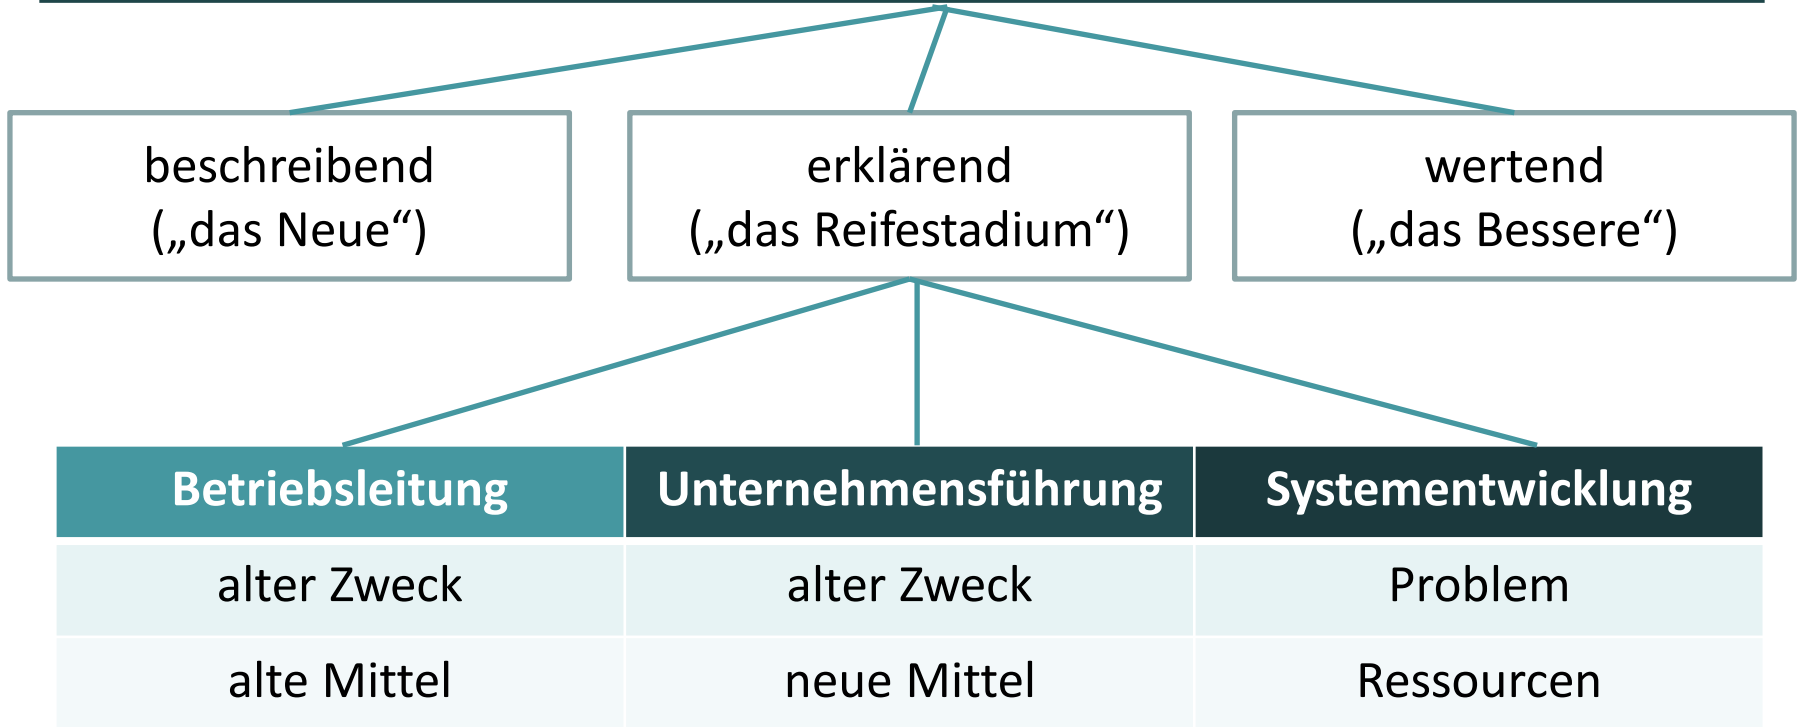 beschreibend
(„das Neue“)
erklärend
(„das Reifestadium“)
wertend
(„das Bessere“)
Betriebsleitung Unternehmensführung Systementwicklung
alter Zweck alter Zweck Problem
alte Mittel neue Mittel Ressourcen